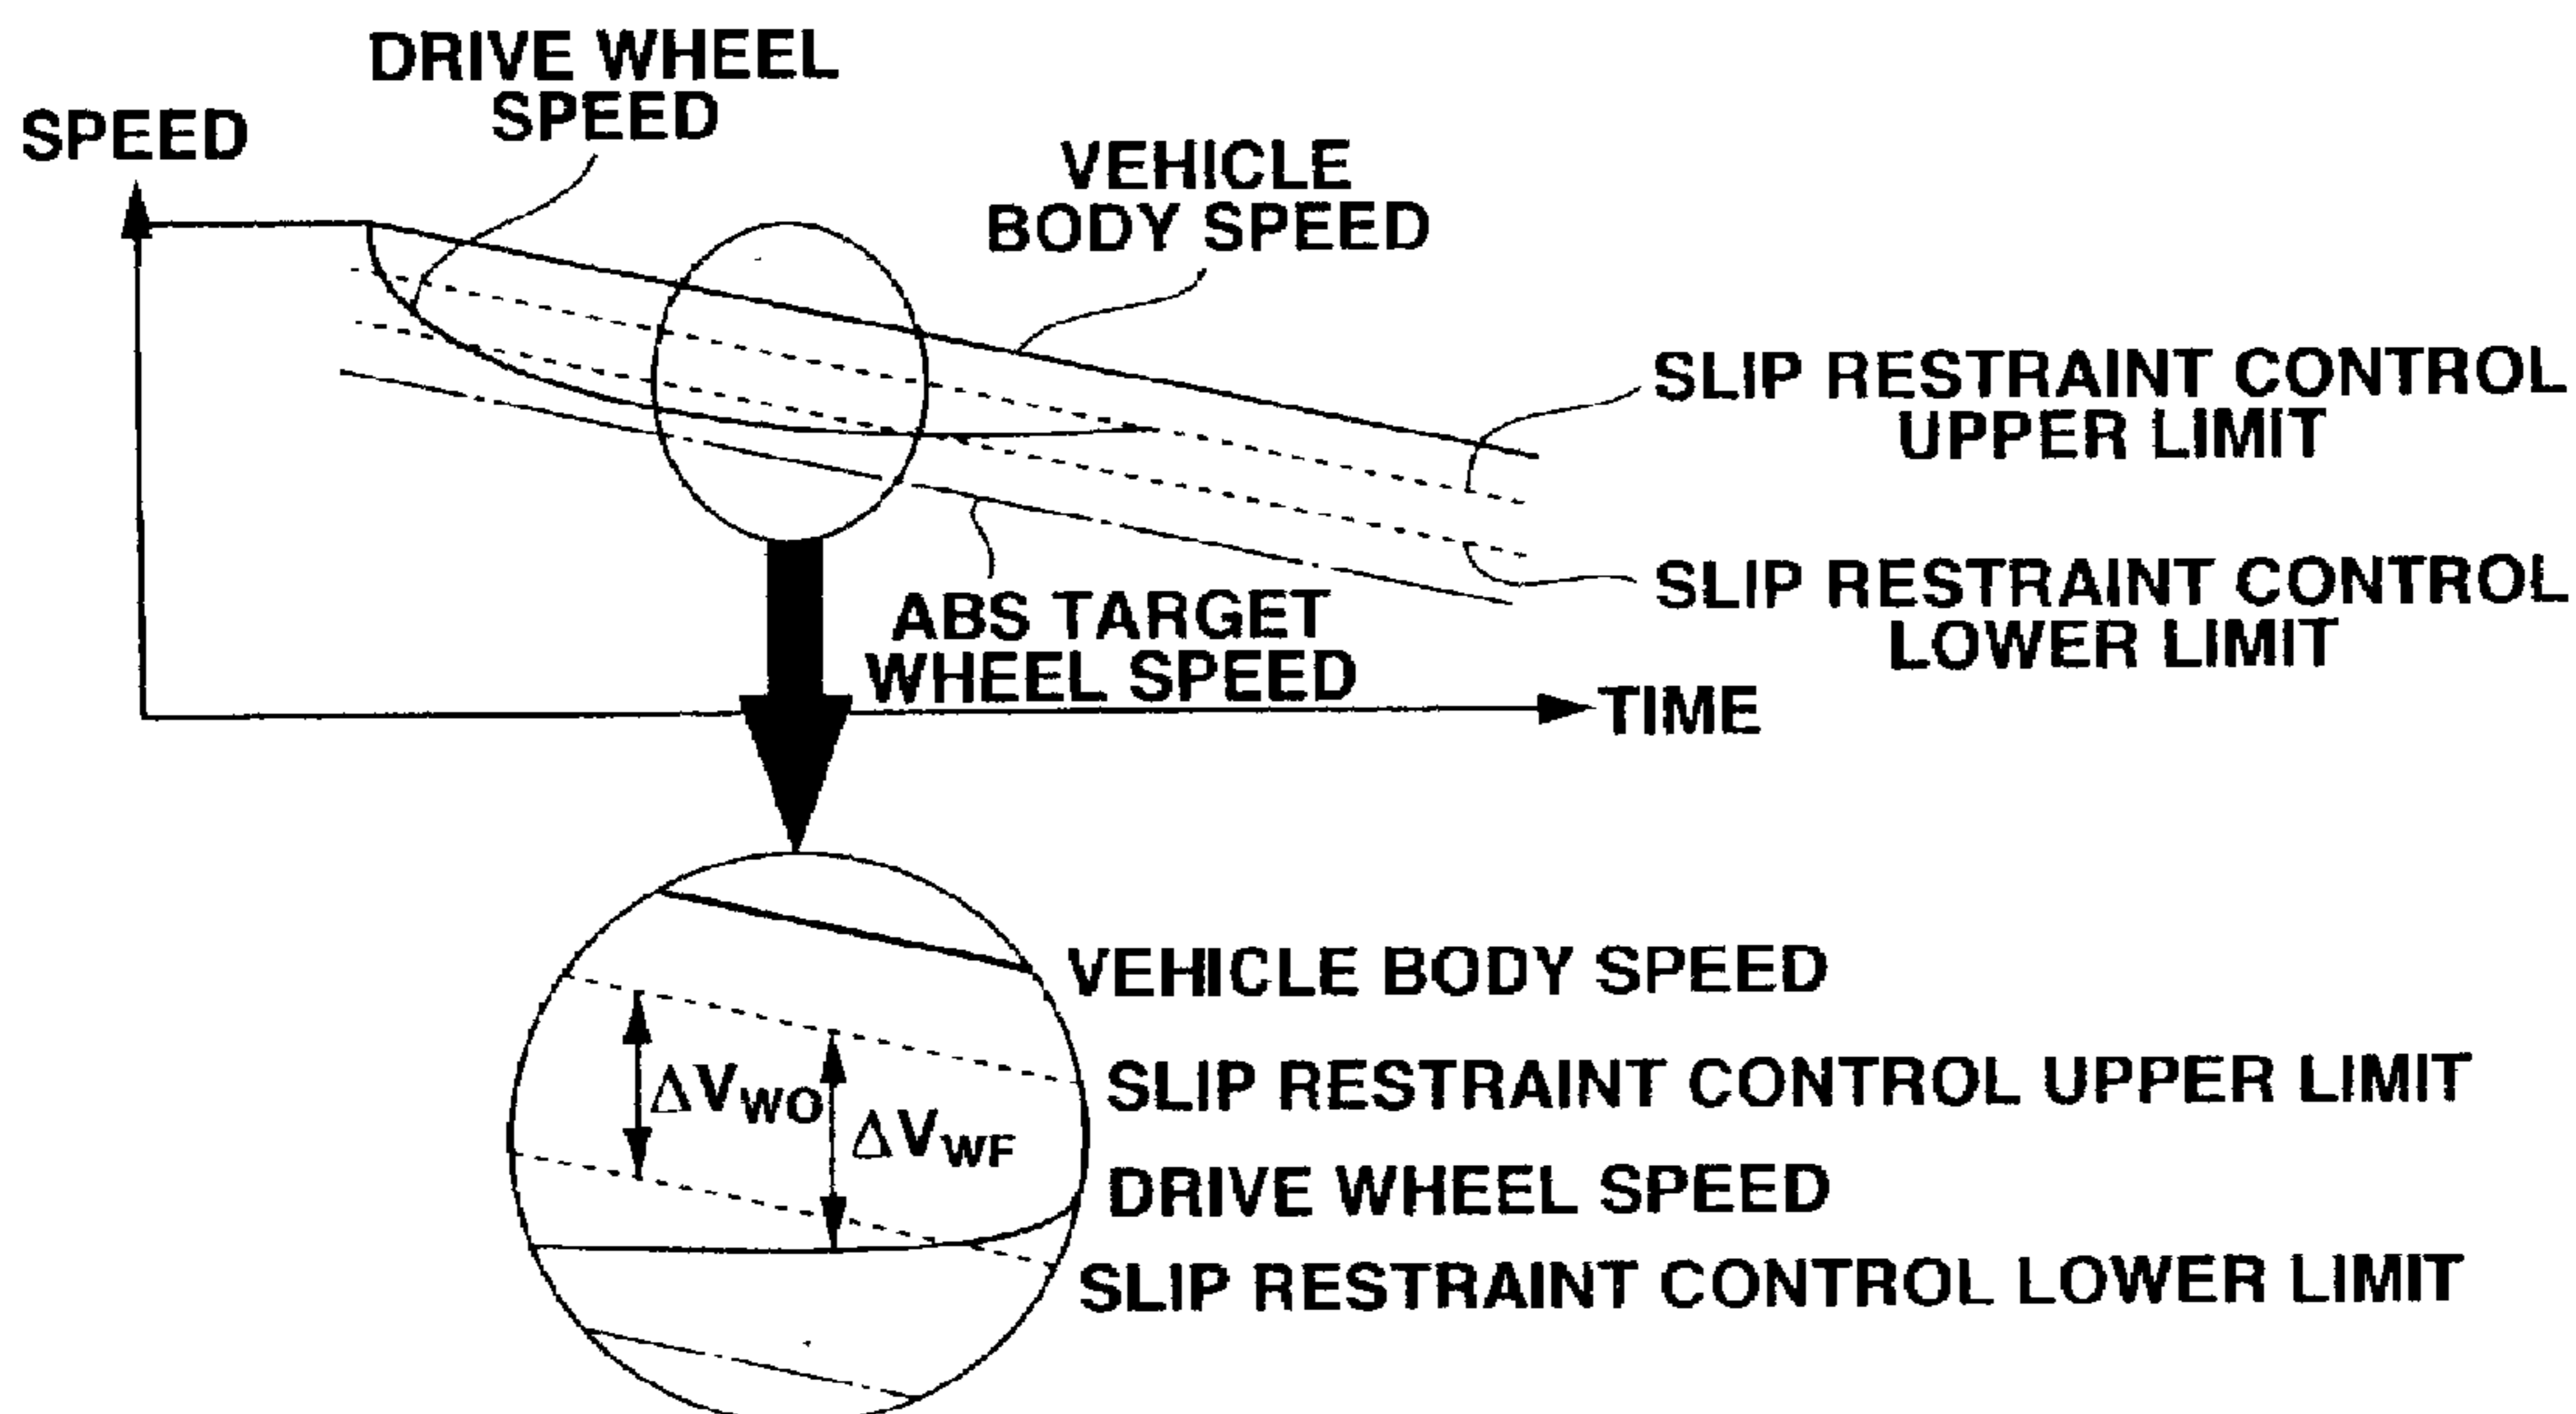 DRIVE WHEEL
SPEED
SPEED
VEHICLE
BODY SPEED
SLIP RESTRAINT CONTROL
UPPER LIMIT
SLIP RESTRAINT CONTROL
LOWER LIMIT
ABS TARGET
WHEEL SPEED
TIME
VEHICLE BODY SPEED
SLIP RESTRAINT CONTROL UPPER LIMIT
ΔVWO
ΔVWF
DRIVE WHEEL SPEED
SLIP RESTRAINT CONTROL LOWER LIMIT